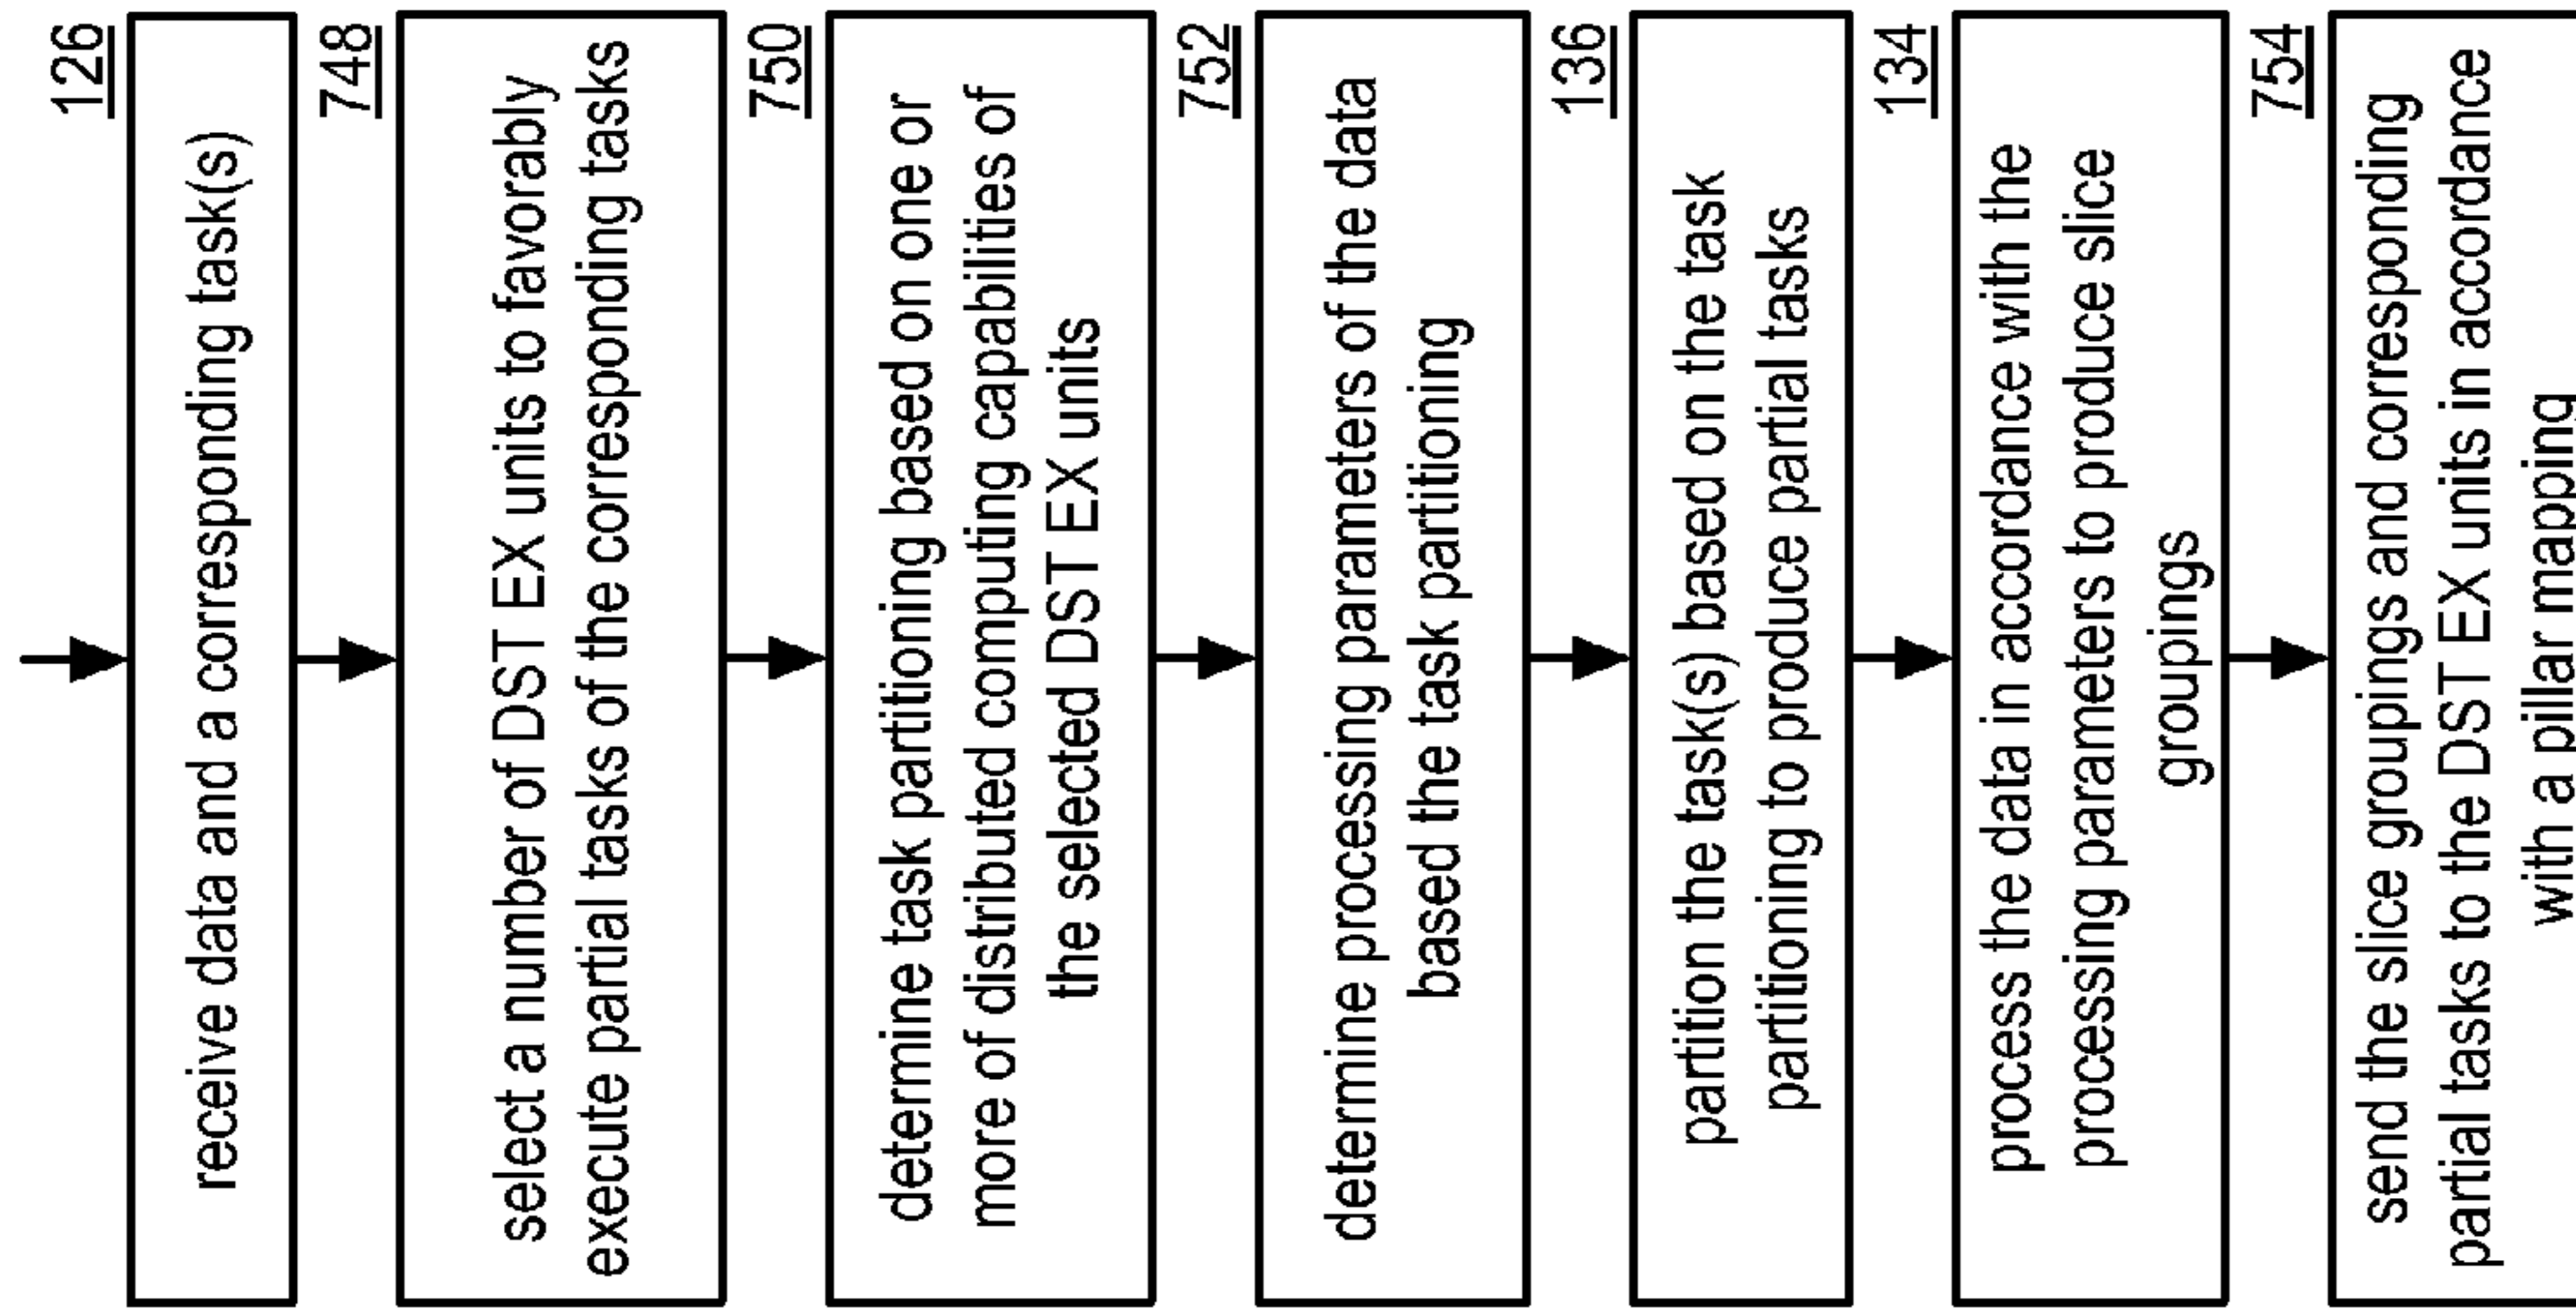 126
receive data and a corresponding task(s)
748
select a number of DST EX units to favorably
execute partial tasks of the corresponding tasks
750
determine task partitioning based on one or
more of distributed computing capabilities of
the selected DST EX units
752
determine processing parameters of the data
based the task partitioning
136
partition the task(s) based on the task
partitioning to produce partial tasks
134
process the data in accordance with the
processing parameters to produce slice
groupings
754
send the slice groupings and corresponding
partial tasks to the DST EX units in accordance
with a pillar mapping